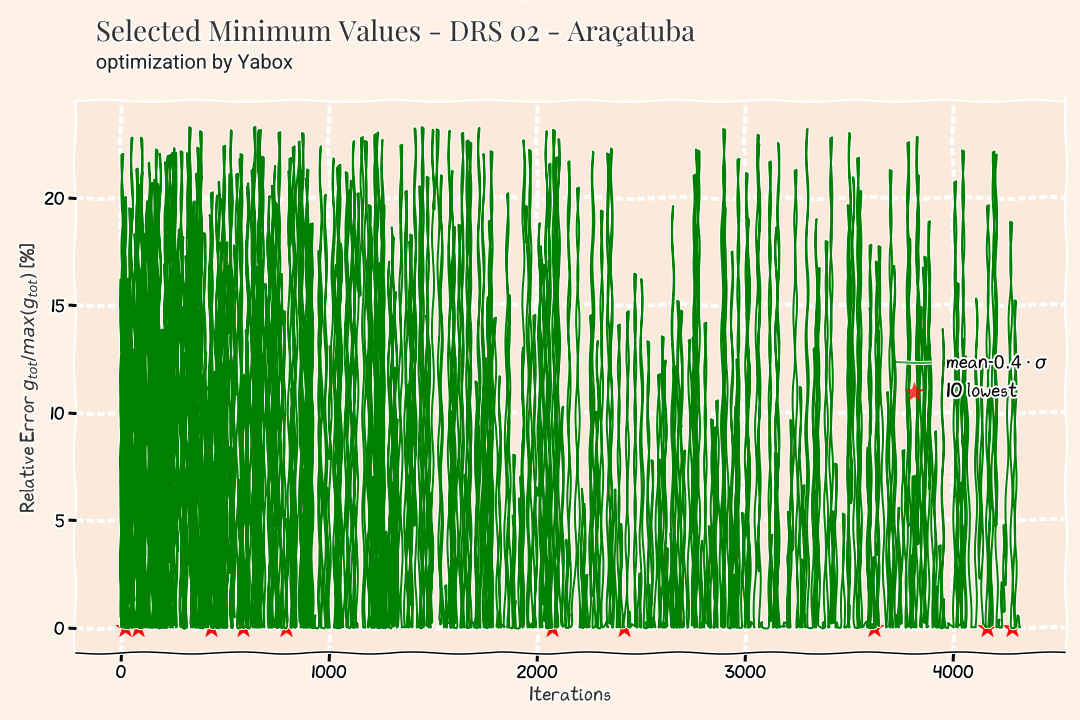 Selected Minimum Values - DRS 02 - Araçatuba
optimization by Yabox
Relative Error g_tot/max(g_tot) [%]
20
15
10
5
0
mean-0.4 · σ
10 lowest
0 1000 2000 3000 4000
Iterations